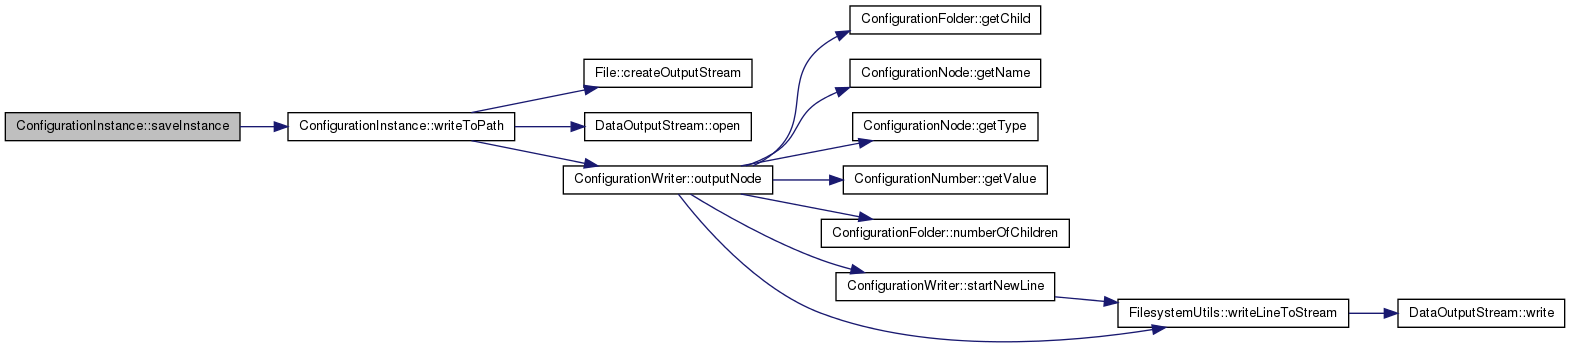 ConfigurationInstance::saveInstance
ConfigurationInstance::writeToPath
File::createOutputStream
DataOutputStream::open
ConfigurationWriter::outputNode
ConfigurationFolder::getChild
ConfigurationNode::getName
ConfigurationNode::getType
ConfigurationNumber::getValue
ConfigurationFolder::numberOfChildren
ConfigurationWriter::startNewLine
FilesystemUtils::writeLineToStream
DataOutputStream::write